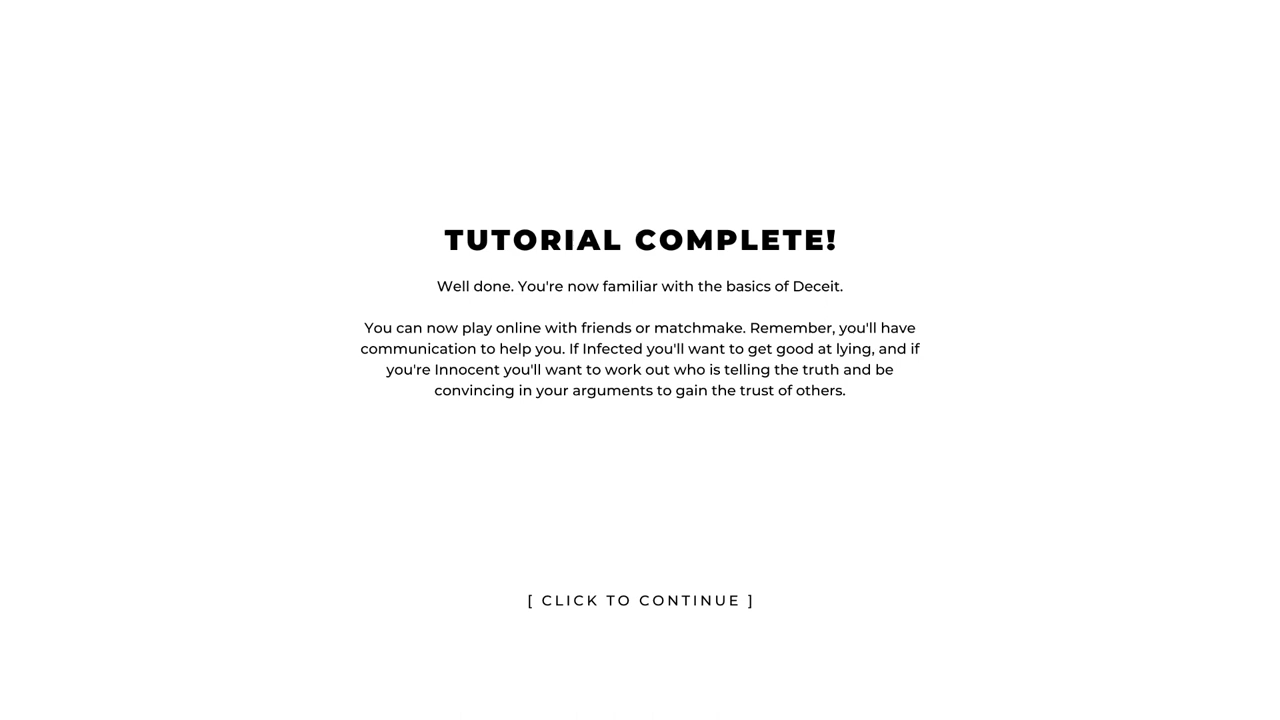 TUTORIAL COMPLETE!
Well done. You're now familiar with the basics of Deceit.
You can now play online with friends or matchmake. Remember, you'll have
communication to help you. If Infected you'll want to get good at lying, and if
you're Innocent you'll want to work out who is telling the truth and be
convincing in your arguments to gain the trust of others.
[ CLICK TO CONTINUE ]